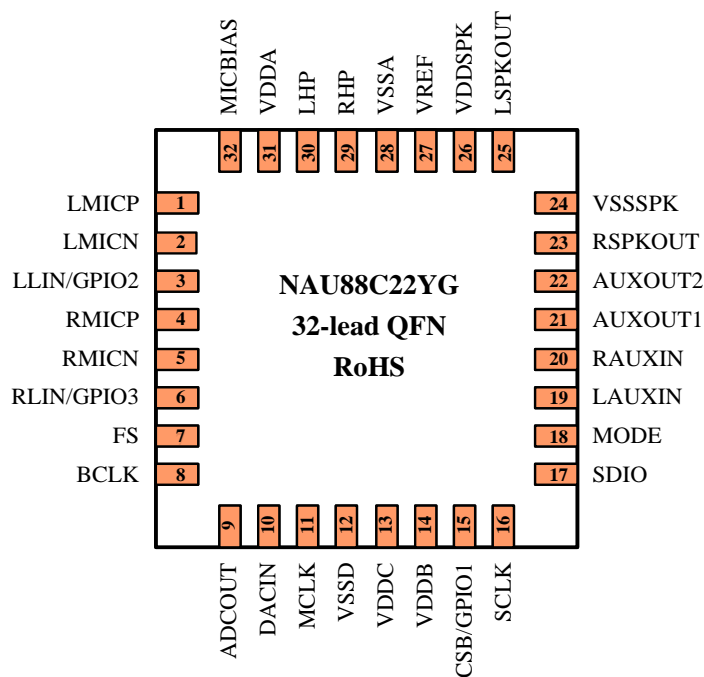 MICBIAS
VDDA
LHP
RHP
VSSA
VREF
VDDSPK
LSPKOUT
32
31
30
29
28
27
26
25
LMICP 1
LMICN 2
LLIN/GPIO2 3
RMICP 4
RMICN 5
RLIN/GPIO3 6
FS 7
BCLK 8
NAU88C22YG
32-lead QFN
RoHS
24 VSSSPK
23 RSPKOUT
22 AUXOUT2
21 AUXOUT1
20 RAUXIN
19 LAUXIN
18 MODE
17 SDIO
9
10
11
12
13
14
15
16
ADCOUT
DACIN
MCLK
VSSD
VDDC
VDDB
CSB/GPIO1
SCLK